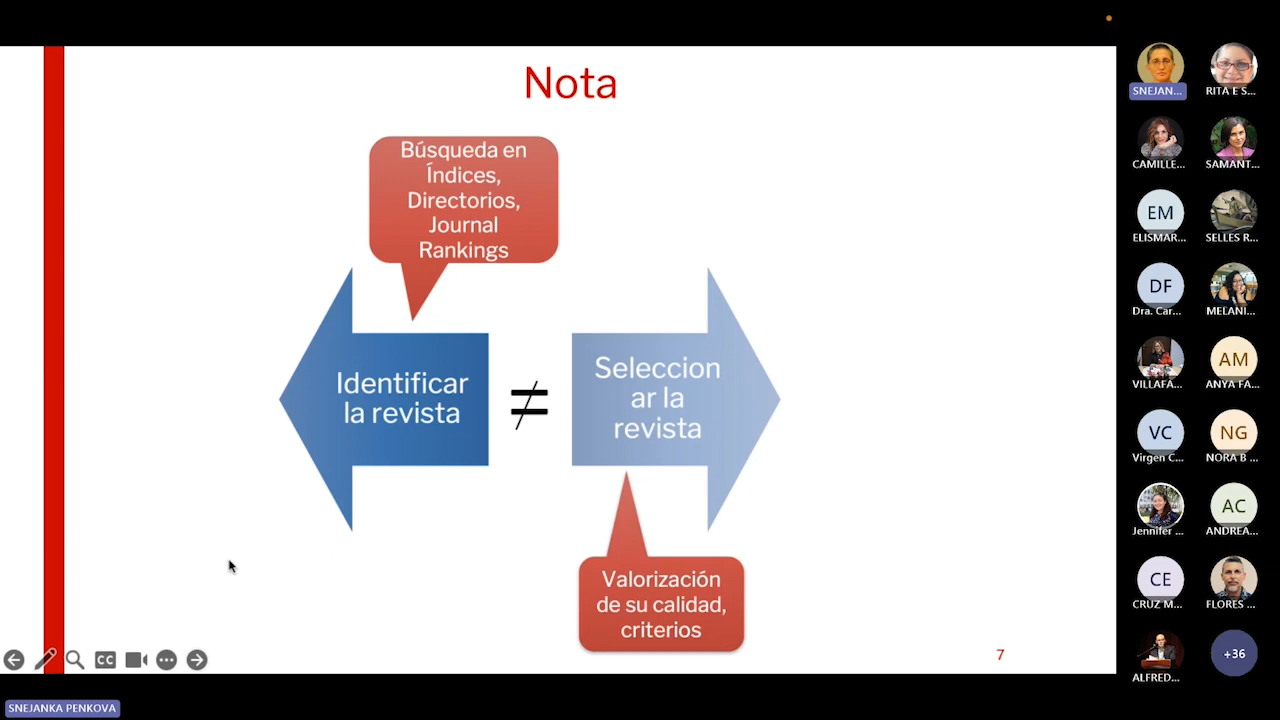 Nota
Búsqueda en
Índices,
Directorios,
Journal
Rankings
Identificar
la revista
≠
Seleccion
ar la
revista
Valorización
de su calidad,
criterios
7
CC
SNEJANKA PENKOVA
SNEJAN...
RITA E S...
CAMILLE...
SAMANT...
EM
ELISMAR...
SELLES R...
DF
Dra. Car...
MELANI...
VILLAFA...
AM
ANYA FA...
VC
Virgen C...
NG
NORA B ...
Jennifer ...
AC
ANDREA...
CE
CRUZ M...
FLORES ...
ALFRED...
+36